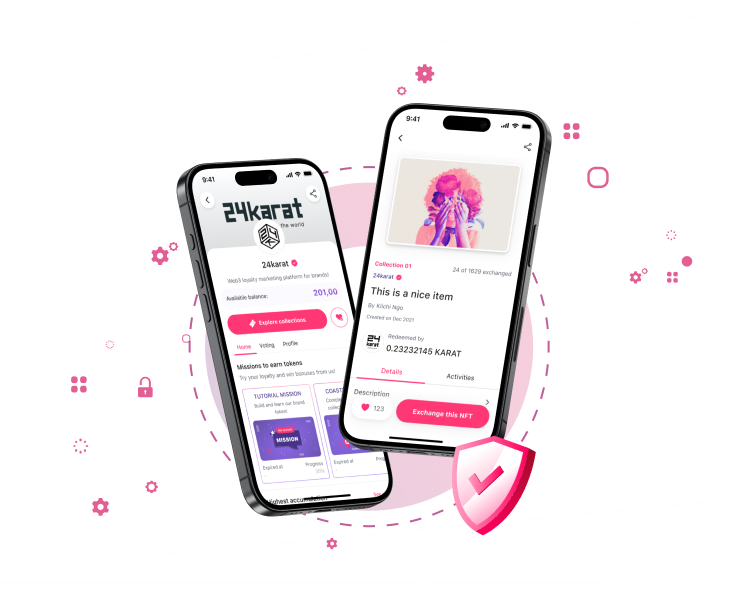 9:41
24karat
the world
24karat
Web3 loyalty marketing platform for brands!
Available balance:
201,00
Explore collections
Home
Voting
Profile
Missions to earn tokens
Try your loyalty and win bonuses from us!
TUTORIAL MISSION
Build and learn our brand
token!
MISSION
Expired at
Progress
COAST
Expired at
Highest accumulation
9:41
Collection 01
24 of 1629 exchanged
24karat
This is a nice item
By Kiichi Ngo
Created on Dec 2021
24
karat
Redeemed by
0.23232145 KARAT
Details
Activities
Description
123
Exchange this NFT